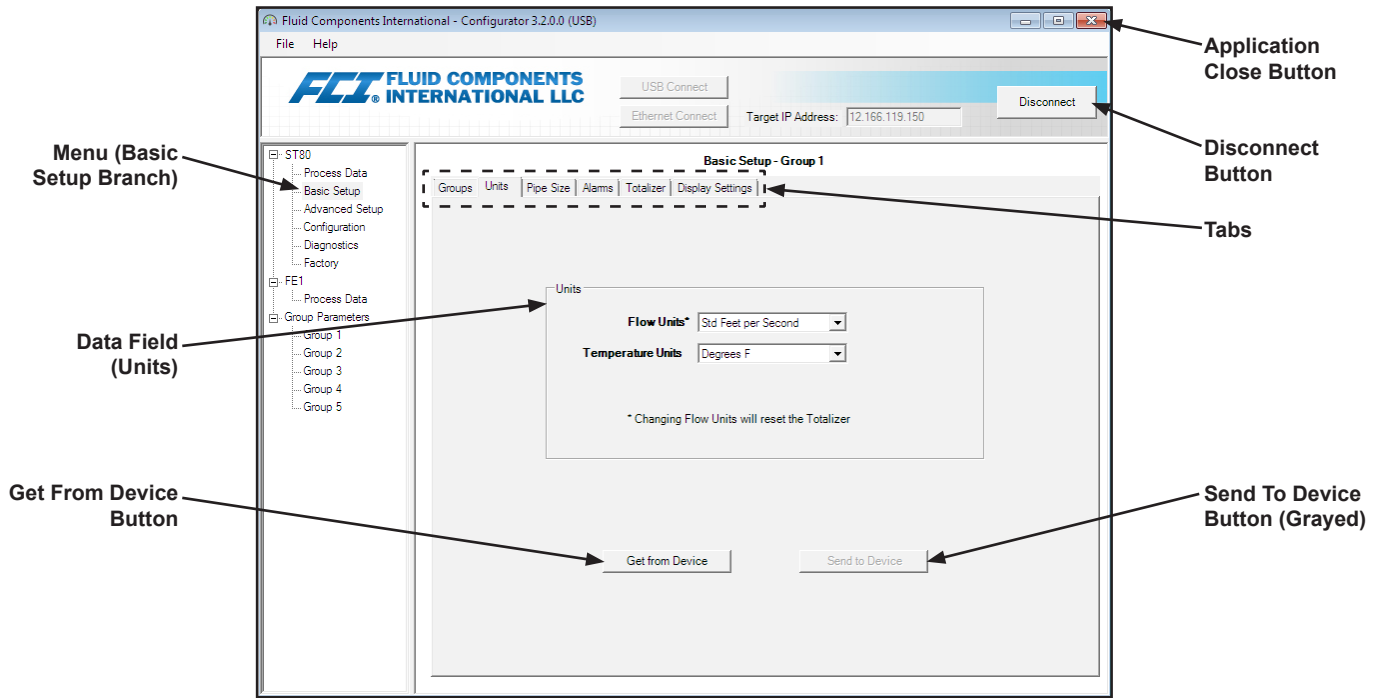 Fluid Components International - Configurator 3.2.0.0 (USB)
File Help
FCI® FLUID COMPONENTS
INTERNATIONAL LLC
USB Connect
Ethernet Connect
Target IP Address: 12.166.119.150
Disconnect
Application
Close Button
Disconnect
Button
Tabs
Menu (Basic
Setup Branch)
ST80
Process Data
Basic Setup
Advanced Setup
Configuration
Diagnostics
Factory
FE1
Process Data
Group Parameters
Group 1
Group 2
Group 3
Group 4
Group 5
Basic Setup - Group 1
Groups Units Pipe Size Alarms Totalizer Display Settings
Data Field
(Units)
Units
Flow Units* Std Feet per Second
Temperature Units Degrees F
* Changing Flow Units will reset the Totalizer
Get From Device
Button
Get from Device
Send to Device
Send To Device
Button (Grayed)